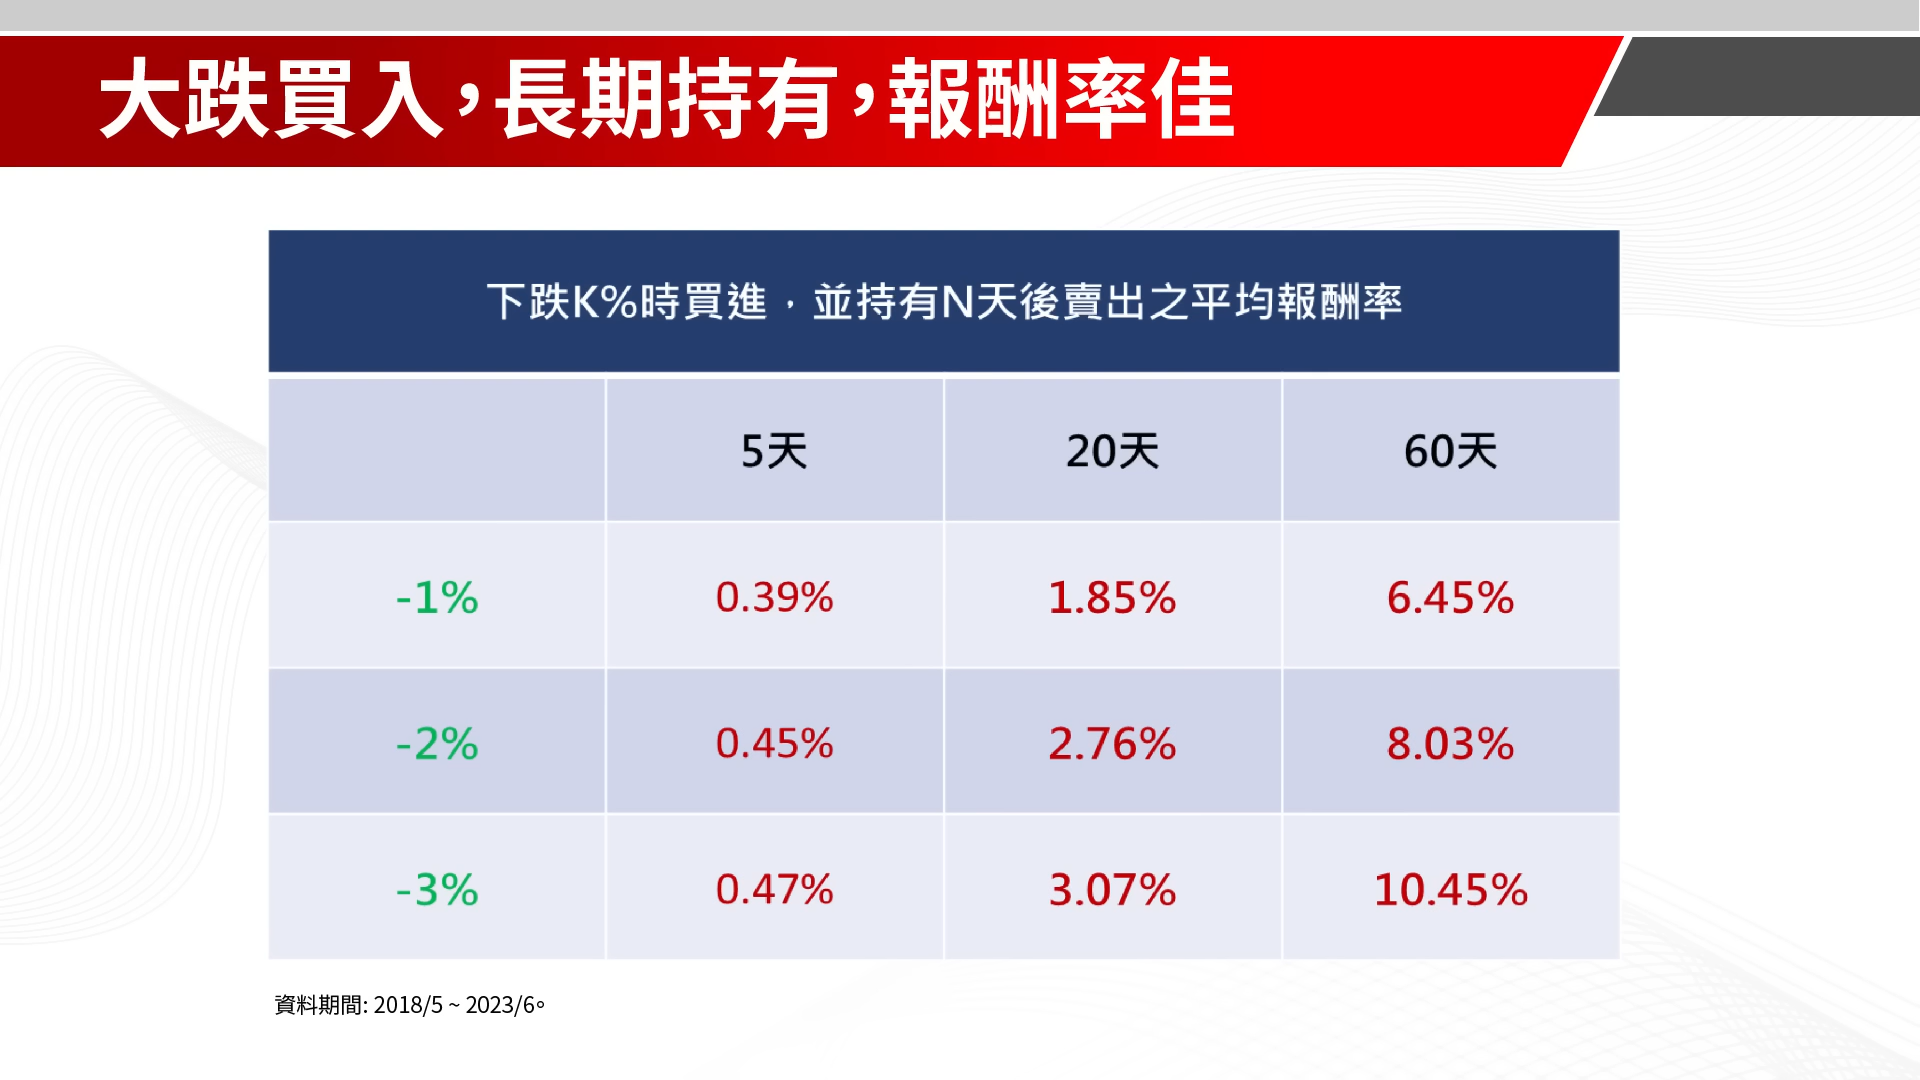 大跌買入，長期持有，報酬率佳
下跌K%時買進，並持有N天後賣出之平均報酬率
5天 20天 60天
-1% 0.39% 1.85% 6.45%
-2% 0.45% 2.76% 8.03%
-3% 0.47% 3.07% 10.45%
資料期間: 2018/5 ~ 2023/6。